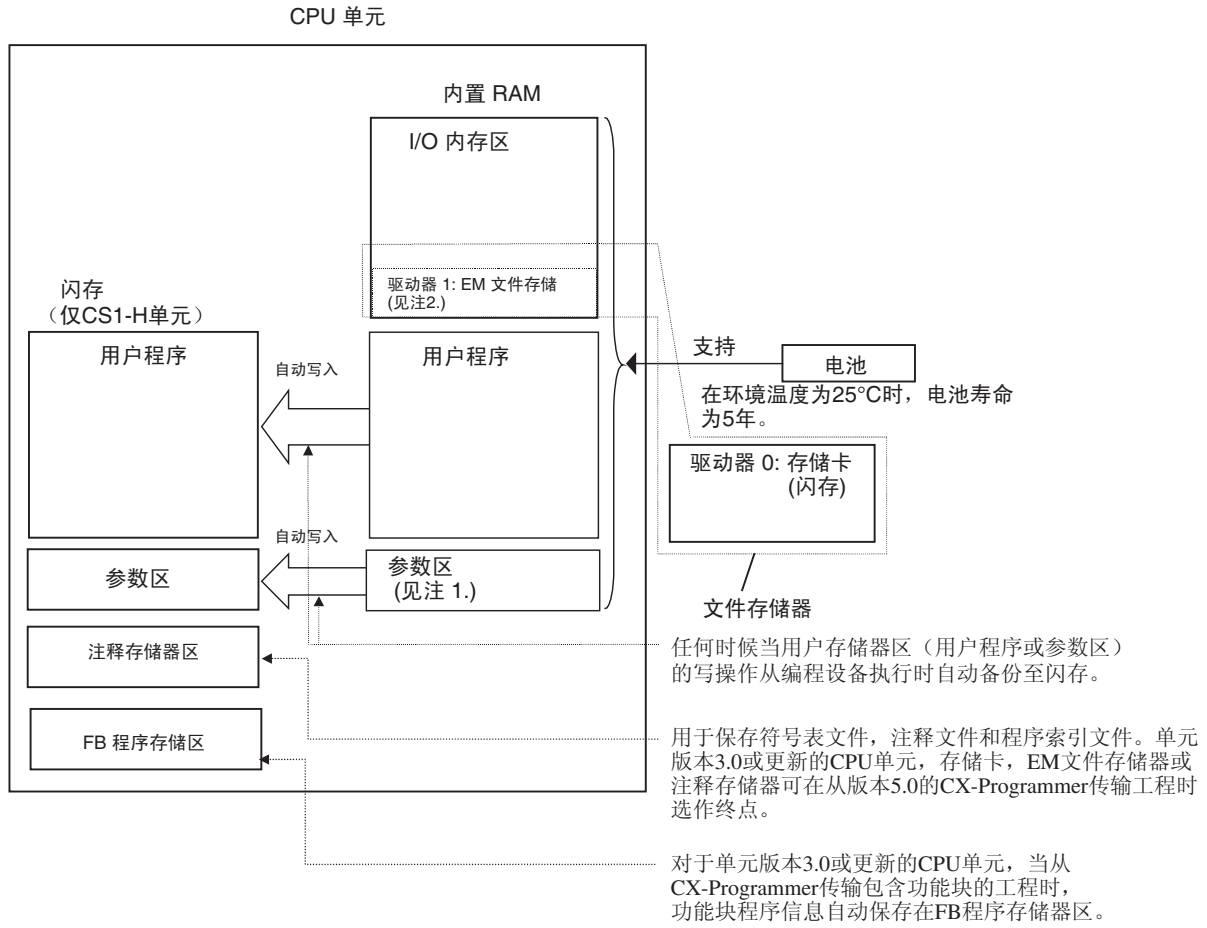 CPU 单元
内置 RAM
I/O 内存区
驱动器 1: EM 文件存储
(见注2.)
闪存
（仅CS1-H单元）
用户程序
自动写入
用户程序
支持
电池
在环境温度为25°C时，电池寿命
为5年。
驱动器 0: 存储卡
(闪存)
自动写入
参数区
参数区
(见注 1.)
文件存储器
注释存储器区
任何时候当用户存储器区（用户程序或参数区）
的写操作从编程设备执行时自动备份至闪存。
FB 程序存储区
用于保存符号表文件，注释文件和程序索引文件。单元
版本3.0或更新的CPU单元，存储卡，EM文件存储器或
注释存储器可在从版本5.0的CX-Programmer传输工程时
选作终点。
对于单元版本3.0或更新的CPU单元，当从
CX-Programmer传输包含功能块的工程时，
功能块程序信息自动保存在FB程序存储器区。